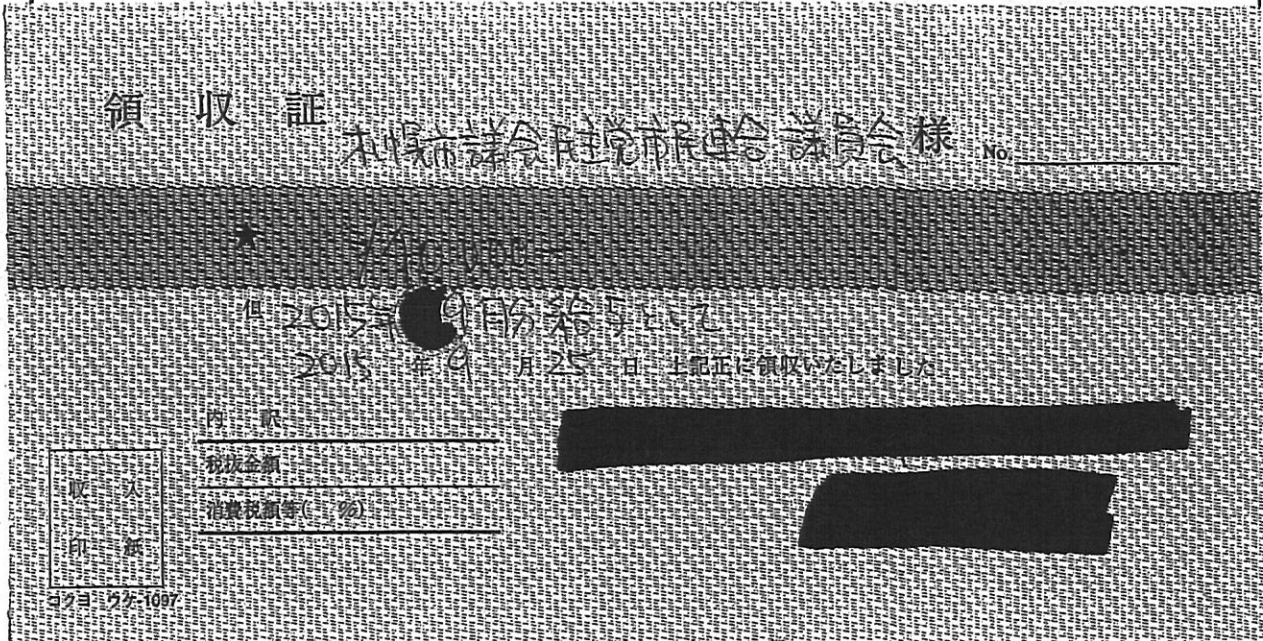 領収証 札幌市議会民主党市民連合議員会 様 No.
★
但 2015年 9月分給与として
2015 年 9 月 25 日 上記正に領収いたしました
内 訳
税抜金額
消費税額等( %)
収 入
印 紙
コクヨ ウケ-1097